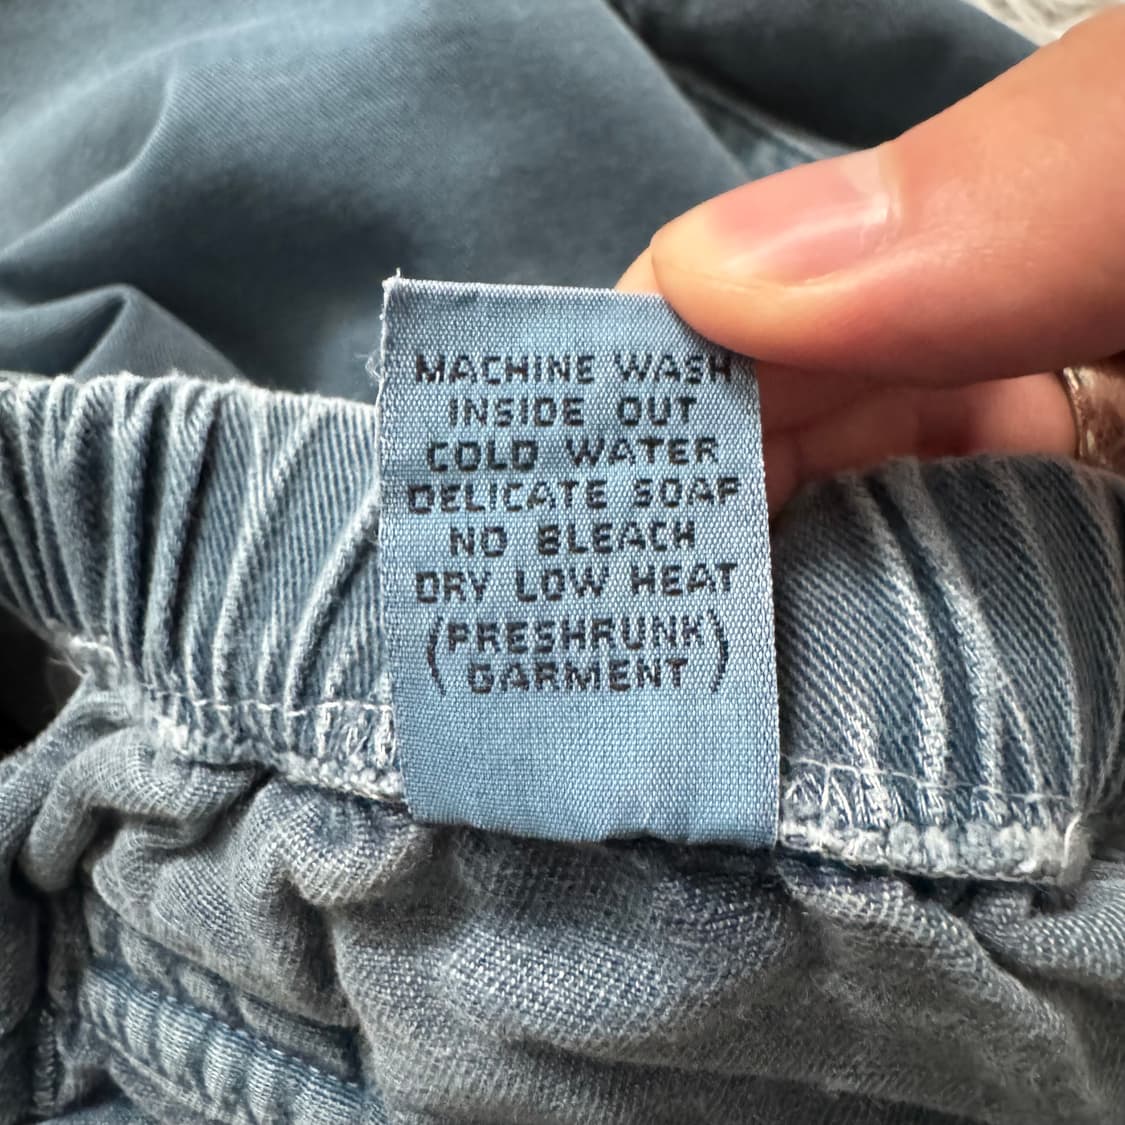 MACHINE WASH
INSIDE OUT
COLD WATER
DELICATE SOAP
NO BLEACH
DRY LOW HEAT
(PRESHRUNK
GARMENT)